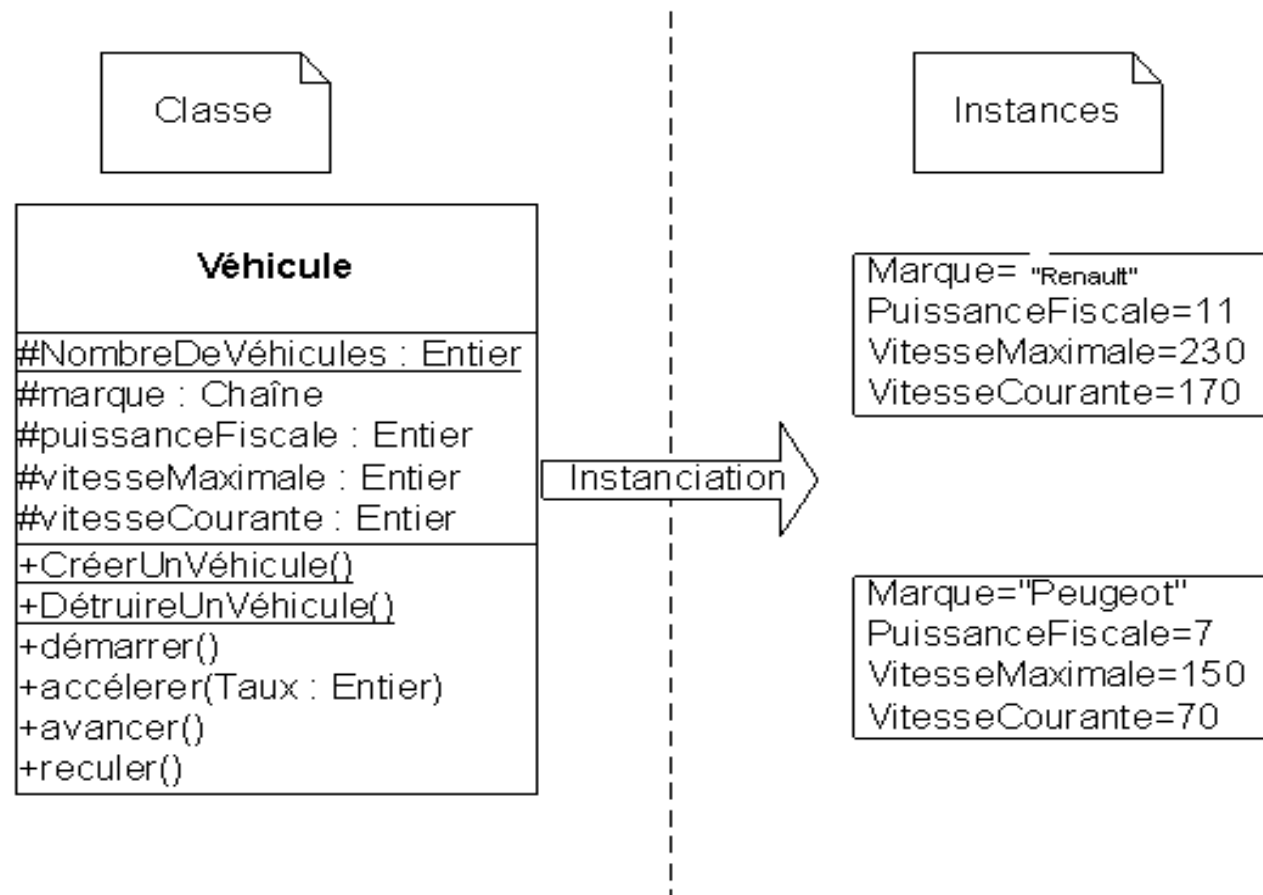 Classe
Véhicule
#NombreDeVéhicules : Entier
#marque : Chaîne
#puissanceFiscale : Entier
#vitesseMaximale : Entier
#vitesseCourante : Entier
+CréerUnVéhicule()
+DétruireUnVéhicule()
+démarrer()
+accélerer(Taux : Entier)
+avancer()
+reculer()
Instanciation
Instances
Marque= "Renault"
PuissanceFiscale=11
VitesseMaximale=230
VitesseCourante=170
Marque="Peugeot"
PuissanceFiscale=7
VitesseMaximale=150
VitesseCourante=70